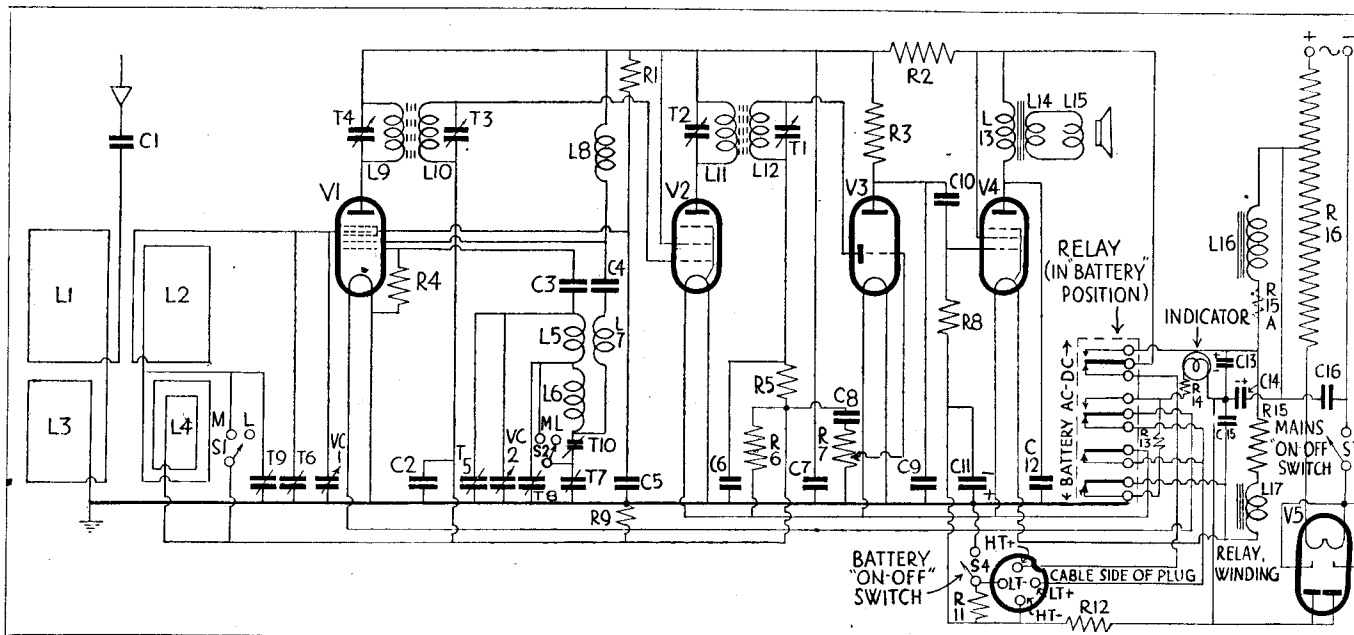 C1
L1
L2
L3
L4
M
L
S1
T9
T6
VC
1
T4
T3
L9
L10
V1
R4
C2
T5
VC
2
T8
L8
R1
C3
C4
L5
L
7
L6
M L
S2
T10
T7
C5
R9
T2
T1
L11
L12
V2
C6
R5
R
6
C8
R
7
C7
R3
V3
C9
R2
C10
R8
C11
-
+
L
13
L14
L15
V4
C
12
RELAY
(IN "BATTERY"
POSITION)
← BATTERY AC-DC →
INDICATOR
R
14
R
13
C13
+
-
C14
-+
C15
L16
R
15
A
R
16
+ ~ -
C16
R15
MAINS
"ON-OFF"
SWITCH
S
L17
RELAY
WINDING
V5
BATTERY
"ON-OFF"
SWITCH
S4
R
11
HT+
LT-
CABLE SIDE OF PLUG
LT+
HT-
R12